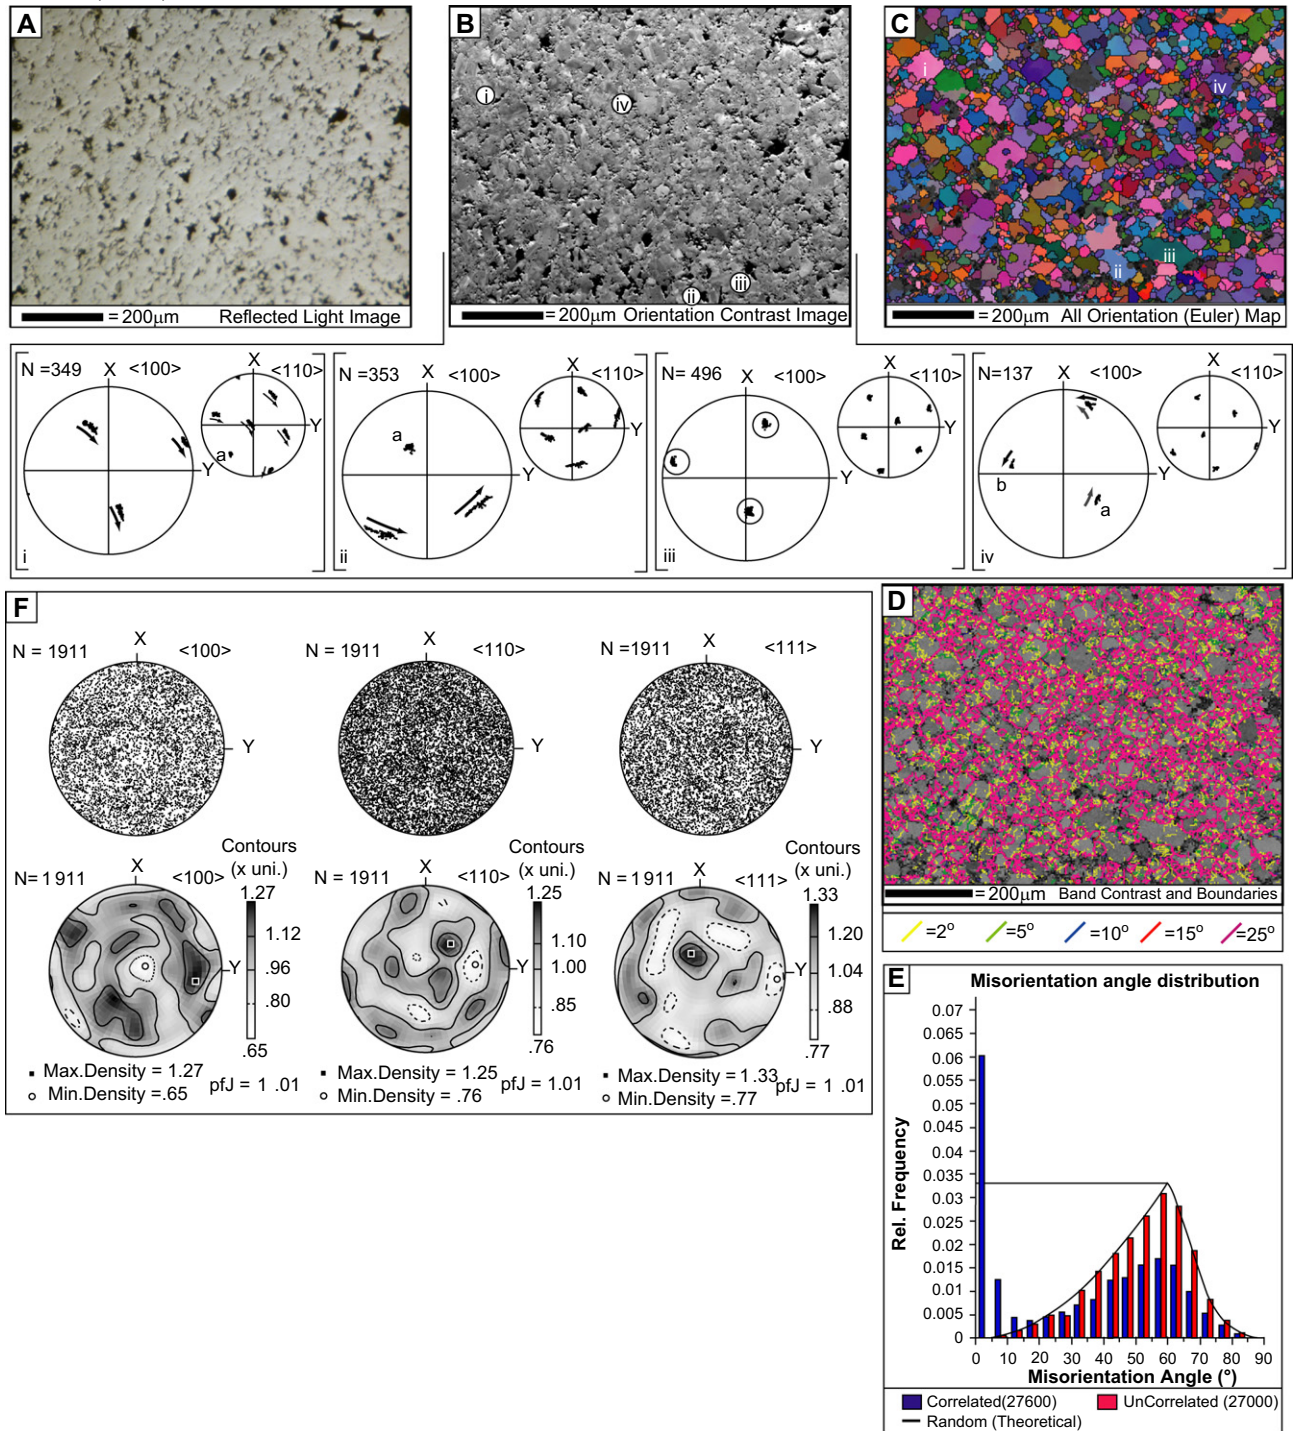 A
B
C
i
iv
iii
ii
i
iv
iii
ii
= 200µm Reflected Light Image
= 200µm Orientation Contrast Image
= 200µm All Orientation (Euler) Map
N =349 X <100> X <110>
Y Y
a
i
N =353 X <100> X <110>
Y Y
a
ii
N= 496 X <100> X <110>
Y Y
iii
N=137 X <100> X <110>
Y Y
b
a
iv
F
N = 1911 X <100>
Y
N = 1911 X <110>
Y
N =1911 X <111>
Y
Contours
(x uni.)
N= 1 911 X <100>
Y
1.27
1.12
.96
.80
.65
Max.Density = 1.27
Min.Density =.65
pfJ = 1 .01
Contours
(x uni.)
N = 1 911 X <110>
Y
1.25
1.10
1.00
.85
.76
Max.Density = 1.25
Min.Density = .76
pfJ = 1.01
Contours
(x uni.)
N= 1 911 X <111>
Y
1.33
1.20
1.04
.88
.77
Max.Density = 1 .33
Min.Density =.77
pfJ = 1 .01
D
= 200µm Band Contrast and Boundaries
=2° =5° =10° =15° =25°
E
Misorientation angle distribution
Rel. Frequency
0.07
0.065
0.06
0.055
0.05
0.045
0.04
0.035
0.03
0.025
0.02
0.015
0.01
0.005
0
0 10 20 30 40 50 60 70 80 90
Misorientation Angle (°)
Correlated(27600) UnCorrelated (27000)
Random (Theoretical)